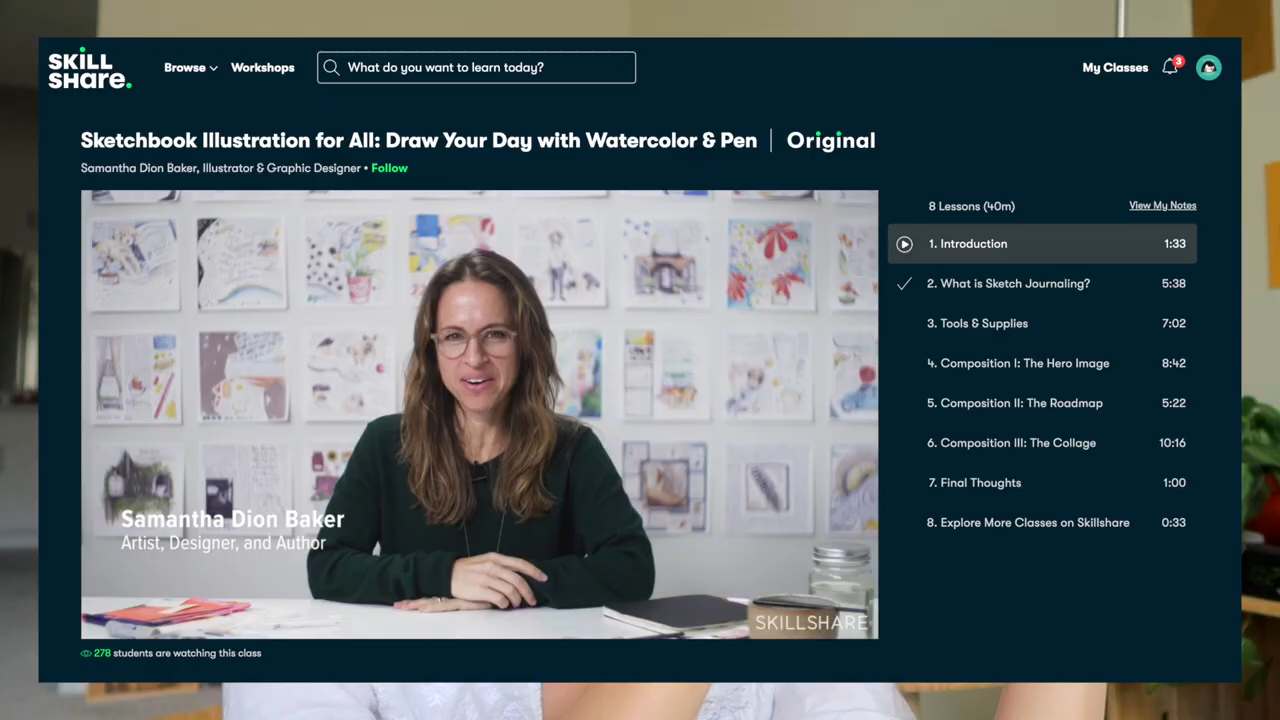 SKILL
SHARE.
Browse
Workshops
What do you want to learn today?
My Classes
3
Sketchbook Illustration for All: Draw Your Day with Watercolor & Pen | Original
Samantha Dion Baker, Illustrator & Graphic Designer • Follow
8 Lessons (40m)
View My Notes
1. Introduction 1:33
2. What is Sketch Journaling? 5:38
3. Tools & Supplies 7:02
4. Composition I: The Hero Image 8:42
5. Composition II: The Roadmap 5:22
6. Composition III: The Collage 10:16
7. Final Thoughts 1:00
8. Explore More Classes on Skillshare 0:33
Samantha Dion Baker
Artist, Designer, and Author
SKILLSHARE
278 students are watching this class